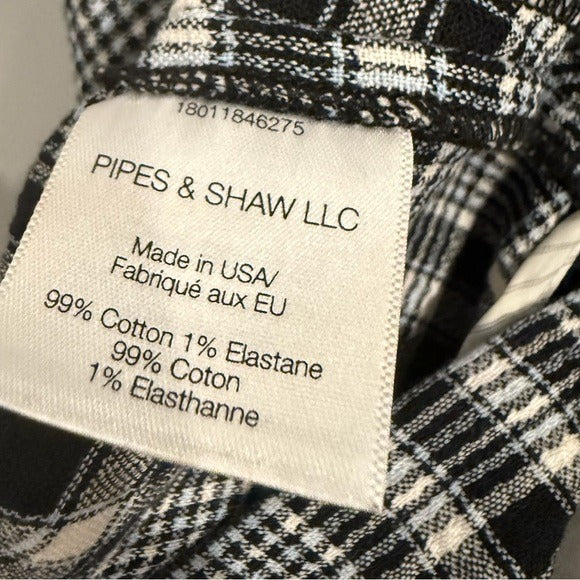 18011846275
PIPES & SHAW LLC
Made in USA/
Fabriqué aux EU
99% Cotton 1% Elastane
99% Coton
1% Elasthanne